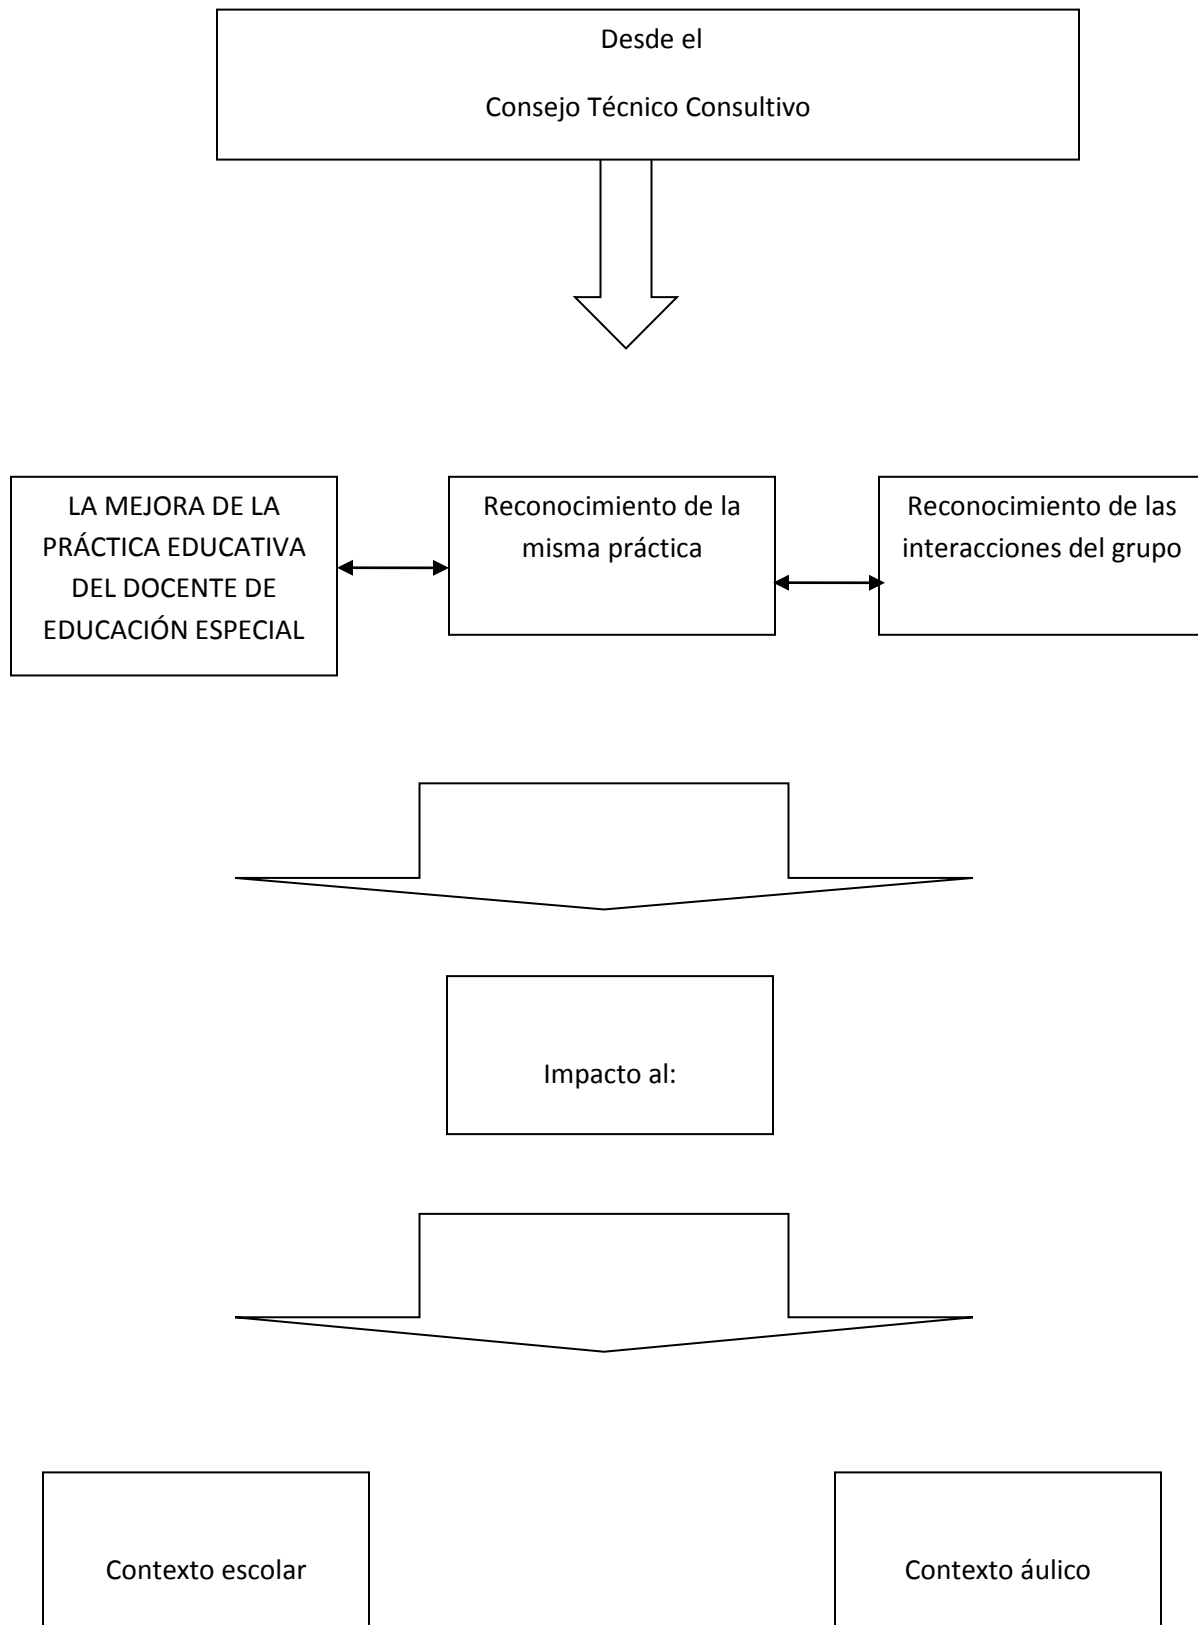 Desde el
Consejo Técnico Consultivo
LA MEJORA DE LA
PRÁCTICA EDUCATIVA
DEL DOCENTE DE
EDUCACIÓN ESPECIAL
Reconocimiento de la
misma práctica
Reconocimiento de las
interacciones del grupo
Impacto al:
Contexto escolar
Contexto áulico